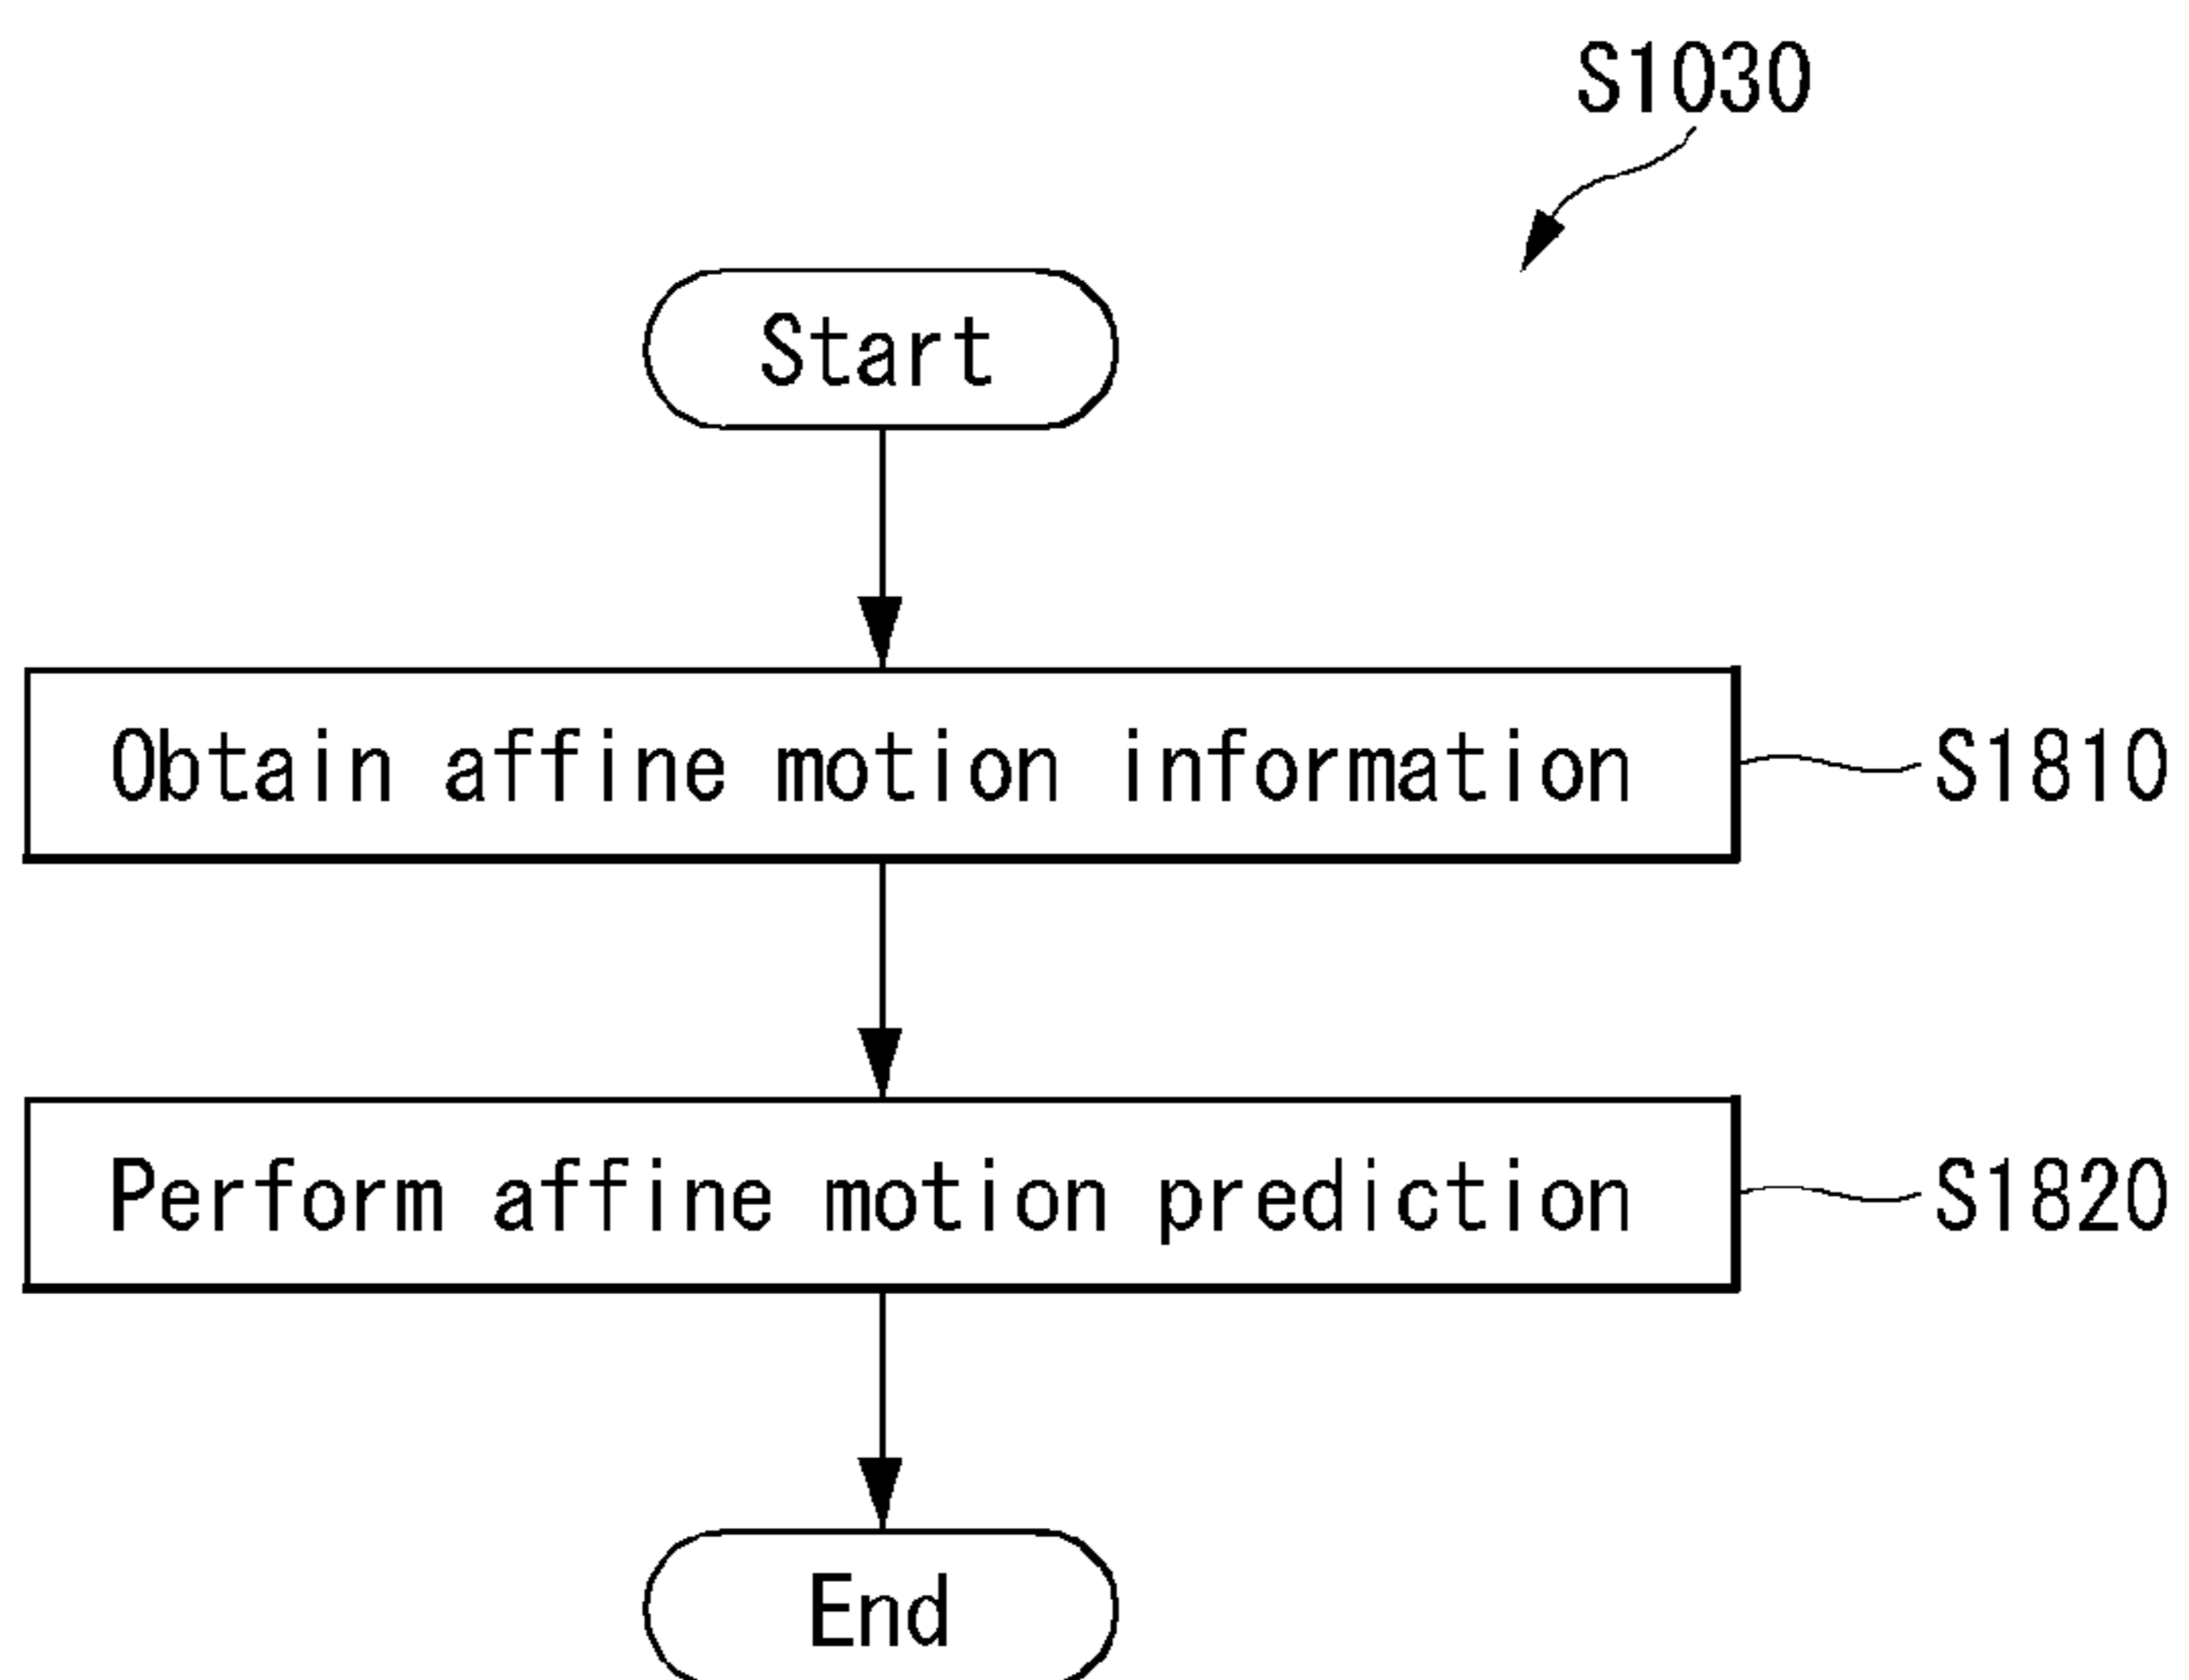 S1030
Start
Obtain affine motion information
S1810
Perform affine motion prediction
S1820
End